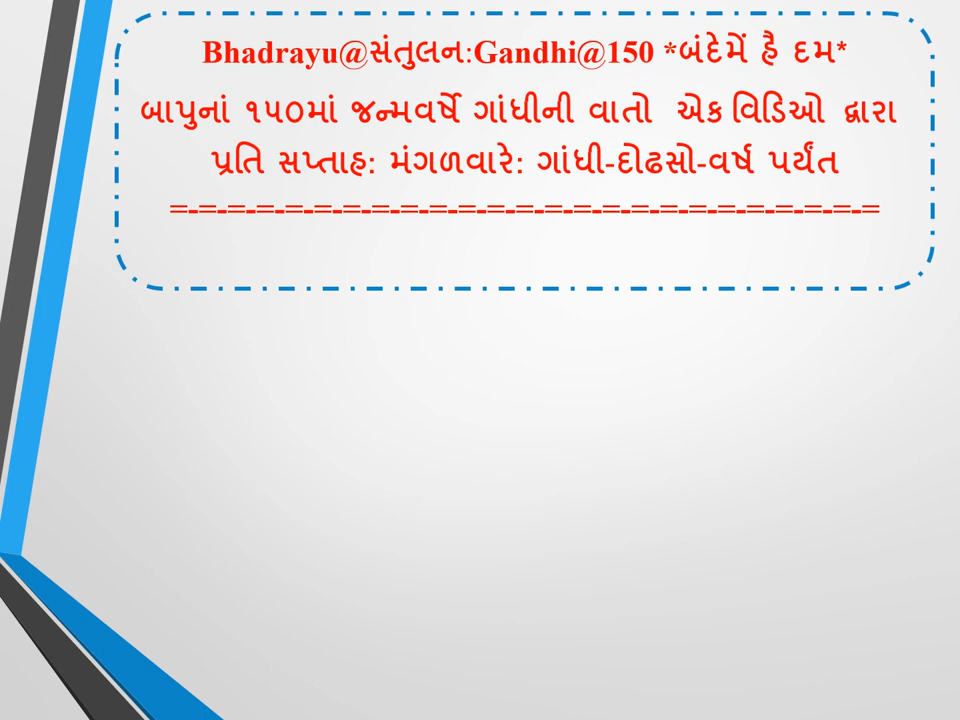 Bhadrayu@સંતુલન:Gandhi@150 *બંદેમેં હૈ દમ*
બાપુનાં ૧૫૦માં જન્મવર્ષે ગાંધીની વાતો એક વિડિઓ દ્વારા
પ્રતિ સપ્તાહ: મંગળવારે: ગાંધી-દોઢસો-વર્ષ પર્યંત
=-=-=-=-=-=-=-=-=-=-=-=-=-=-=-=-=-=-=-=-=-=-=-=-=